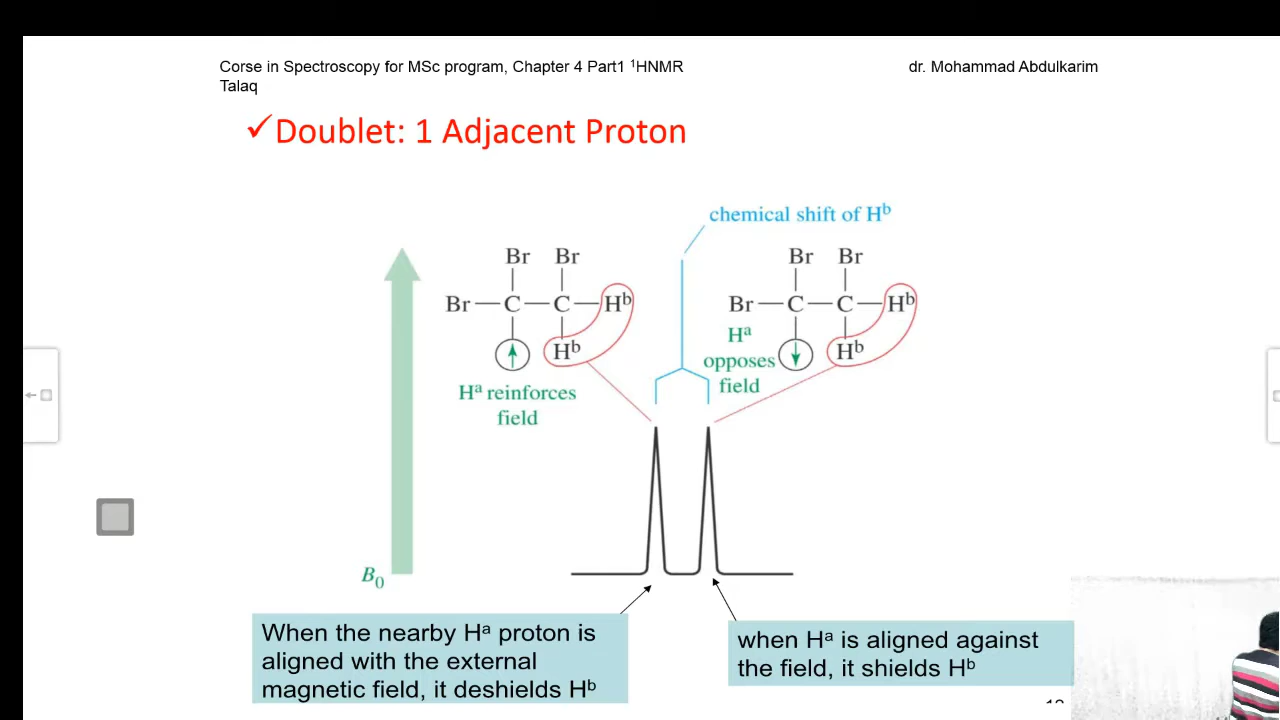 Corse in Spectroscopy for MSc program, Chapter 4 Part1 ¹HNMR dr. Mohammad Abdulkarim
Talaq
✓Doublet: 1 Adjacent Proton
chemical shift of Hᵇ
Br Br
Br—C—C—Hᵇ
Hᵇ
Hᵃ reinforces
field
Br Br
Br—C—C—Hᵇ
Hᵃ
opposes
field
Hᵇ
B₀
When the nearby Hᵃ proton is
aligned with the external
magnetic field, it deshields Hᵇ
when Hᵃ is aligned against
the field, it shields Hᵇ